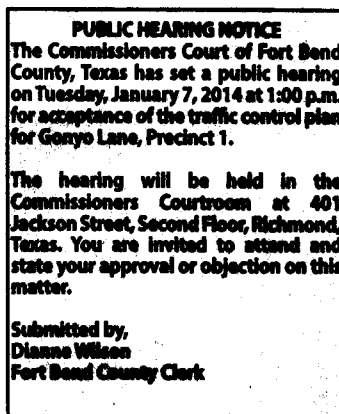 PUBLIC HEARING NOTICE
The Commissioners Court of Fort Bend
County, Texas has set a public hearing
on Tuesday, January 7, 2014 at 1:00 p.m.
for acceptance of the traffic control plan
for Gonyo Lane, Precinct 1.
The hearing will be held in the
Commissioners Courtroom at 401
Jackson Street, Second Floor, Richmond,
Texas. You are invited to attend and
state your approval or objection on this
matter.
Submitted by,
Dianne Wilson
Fort Bend County Clerk